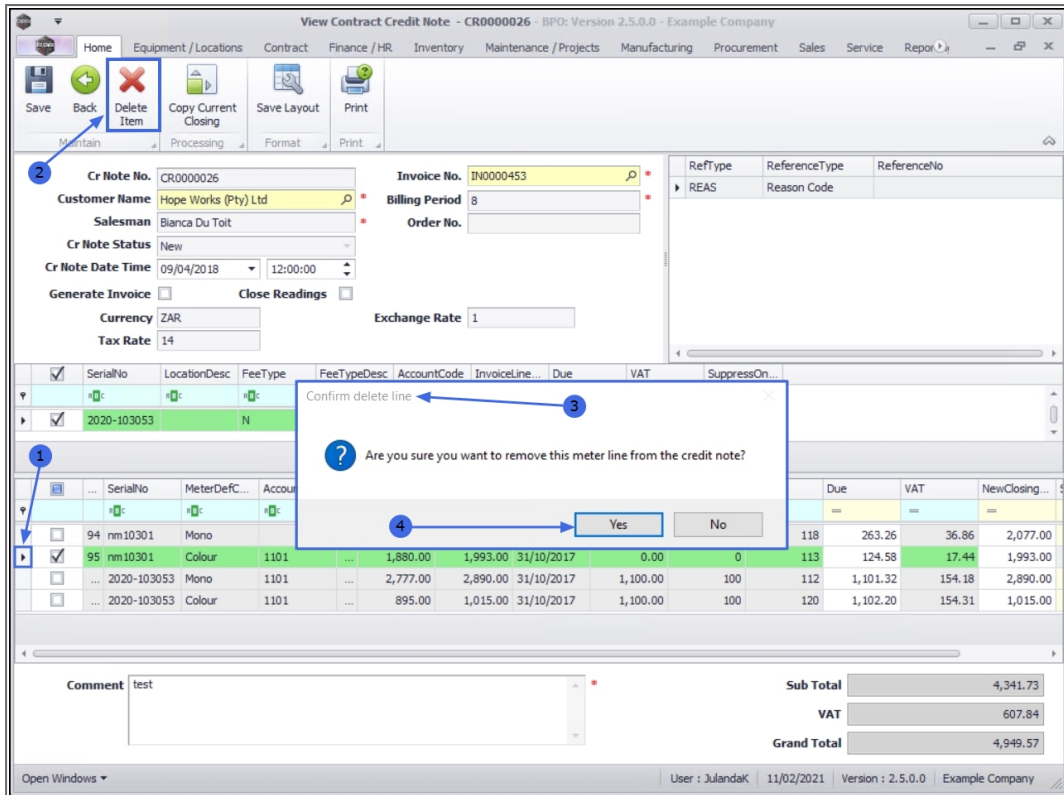 View Contract Credit Note - CR0000026 - BPO: Version 2.5.0.0 - Example Company
Home Equipment / Locations Contract Finance / HR Inventory Maintenance / Projects Manufacturing Procurement Sales Service
Save Back Delete Item Copy Current Closing Save Layout Print
Maintain Processing Format Print
2
Cr Note No. CR0000026 Invoice No. IN0000453 * RefType ReferenceType ReferenceNo
Customer Name Hope Works (Pty) Ltd * Billing Period 8 * REAS Reason Code
Salesman Bianca Du Toit * Order No.
Cr Note Status New
Cr Note Date Time 09/04/2018 12:00:00
Generate Invoice Close Readings
Currency ZAR Exchange Rate 1
Tax Rate 14
SerialNo LocationDesc FeeType FeeTypeDesc AccountCode InvoiceLine... Due VAT SuppressOn...
2020-103053 N
Confirm delete line
3
1
Are you sure you want to remove this meter line from the credit note?
4 Yes No
... SerialNo MeterDefC... Due VAT NewClosing...
= = =
94 nm10301 Mono 118 263.26 36.86 2,077.00
95 nm10301 Colour 1101 ... 1,880.00 1,993.00 31/10/2017 0.00 0 113 124.58 17.44 1,993.00
... 2020-103053 Mono 1101 ... 2,777.00 2,890.00 31/10/2017 1,100.00 100 112 1,101.32 154.18 2,890.00
... 2020-103053 Colour 1101 ... 895.00 1,015.00 31/10/2017 1,100.00 100 120 1,102.20 154.31 1,015.00
Comment test * Sub Total 4,341.73
VAT 607.84
Grand Total 4,949.57
Open Windows User : JulandaK 11/02/2021 Version : 2.5.0.0 Example Company